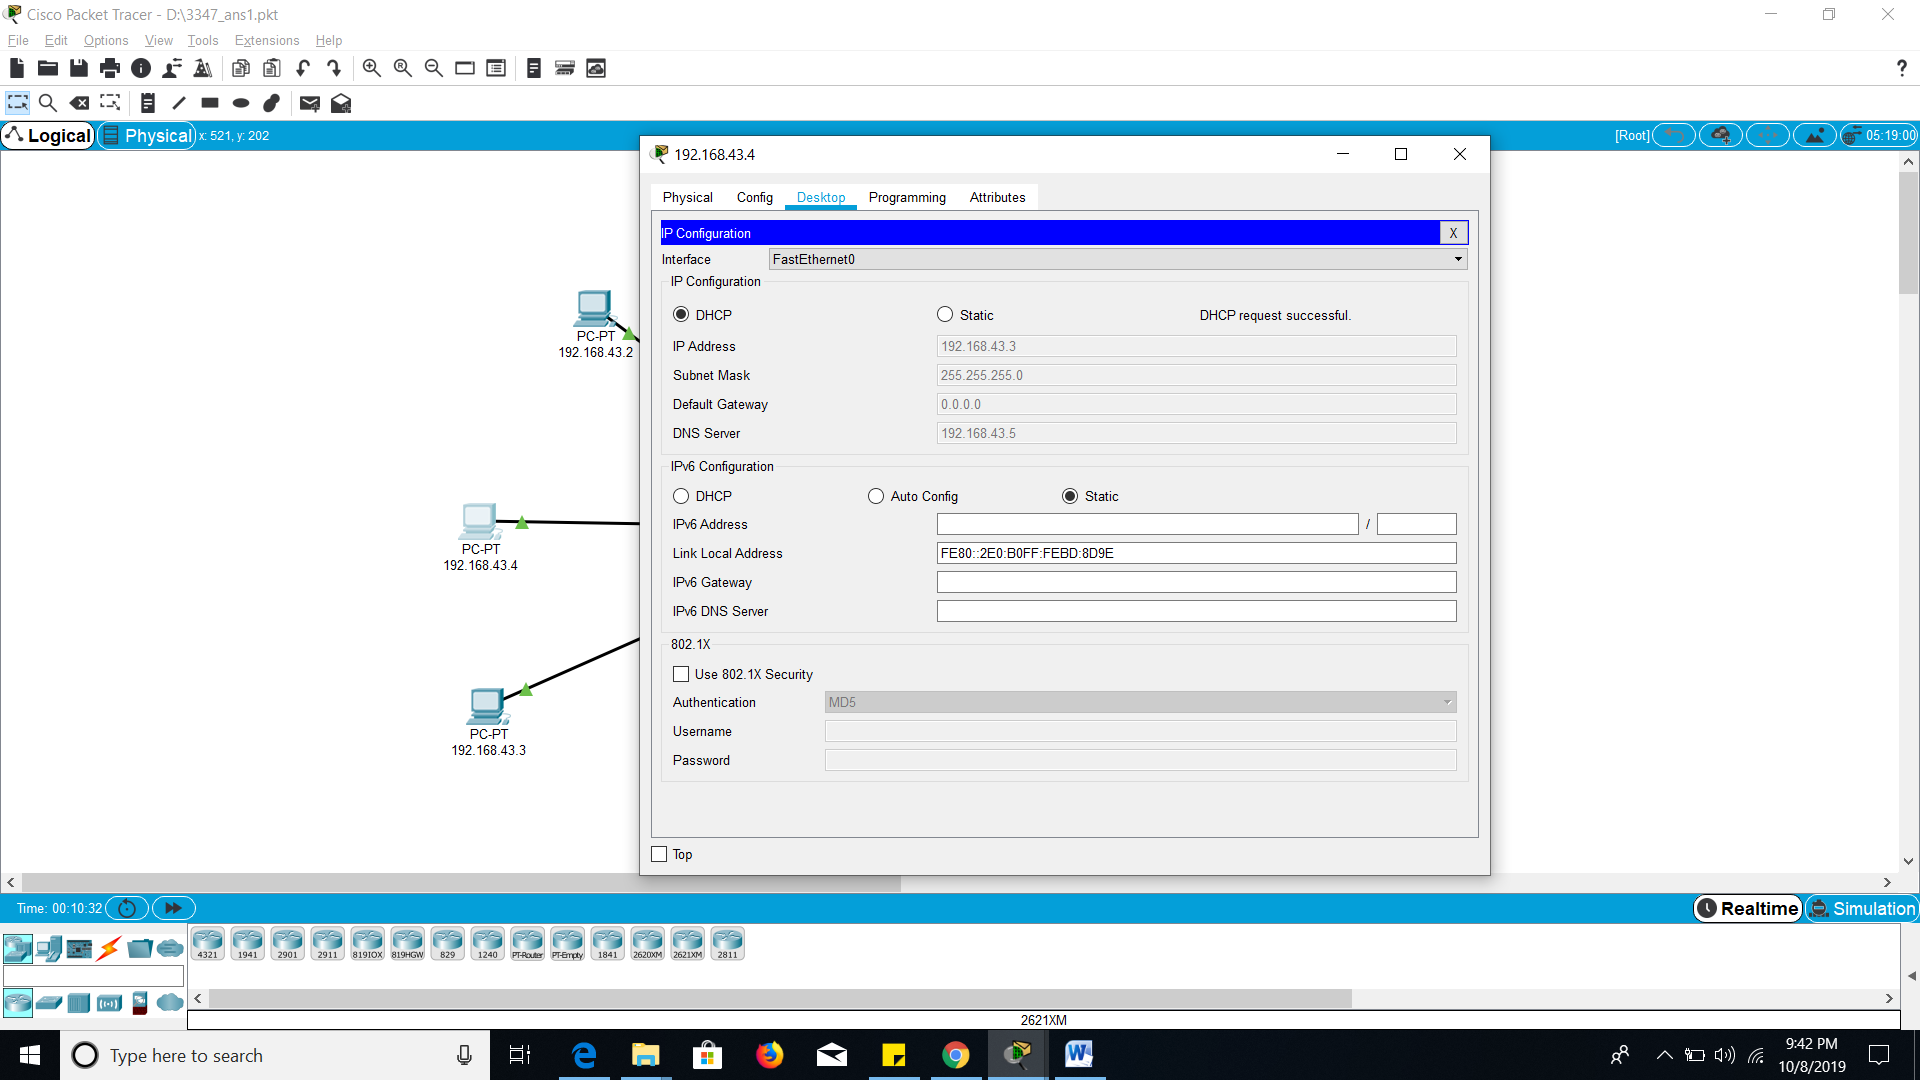 Cisco Packet Tracer - D:\3347_ans1.pkt
File Edit Options View Tools Extensions Help
?
Logical Physical x: 521, y: 202
[Root] 05:19:00
192.168.43.4
Physical Config Desktop Programming Attributes
IP Configuration X
Interface FastEthernet0
IP Configuration
DHCP Static DHCP request successful.
IP Address 192.168.43.3
Subnet Mask 255.255.255.0
Default Gateway 0.0.0.0
DNS Server 192.168.43.5
IPv6 Configuration
DHCP Auto Config Static
IPv6 Address /
Link Local Address FE80::2E0:B0FF:FEBD:8D9E
IPv6 Gateway
IPv6 DNS Server
802.1X
Use 802.1X Security
Authentication MD5
Username
Password
Top
PC-PT
192.168.43.2
PC-PT
192.168.43.4
PC-PT
192.168.43.3
Time: 00:10:32
Realtime Simulation
4321 1941 2901 2911 819IOX 819HGW 829 1240 PT-Router PT-Empty 1841 2620XM 2621XM 2811
2621XM
Type here to search
9:42 PM
10/8/2019